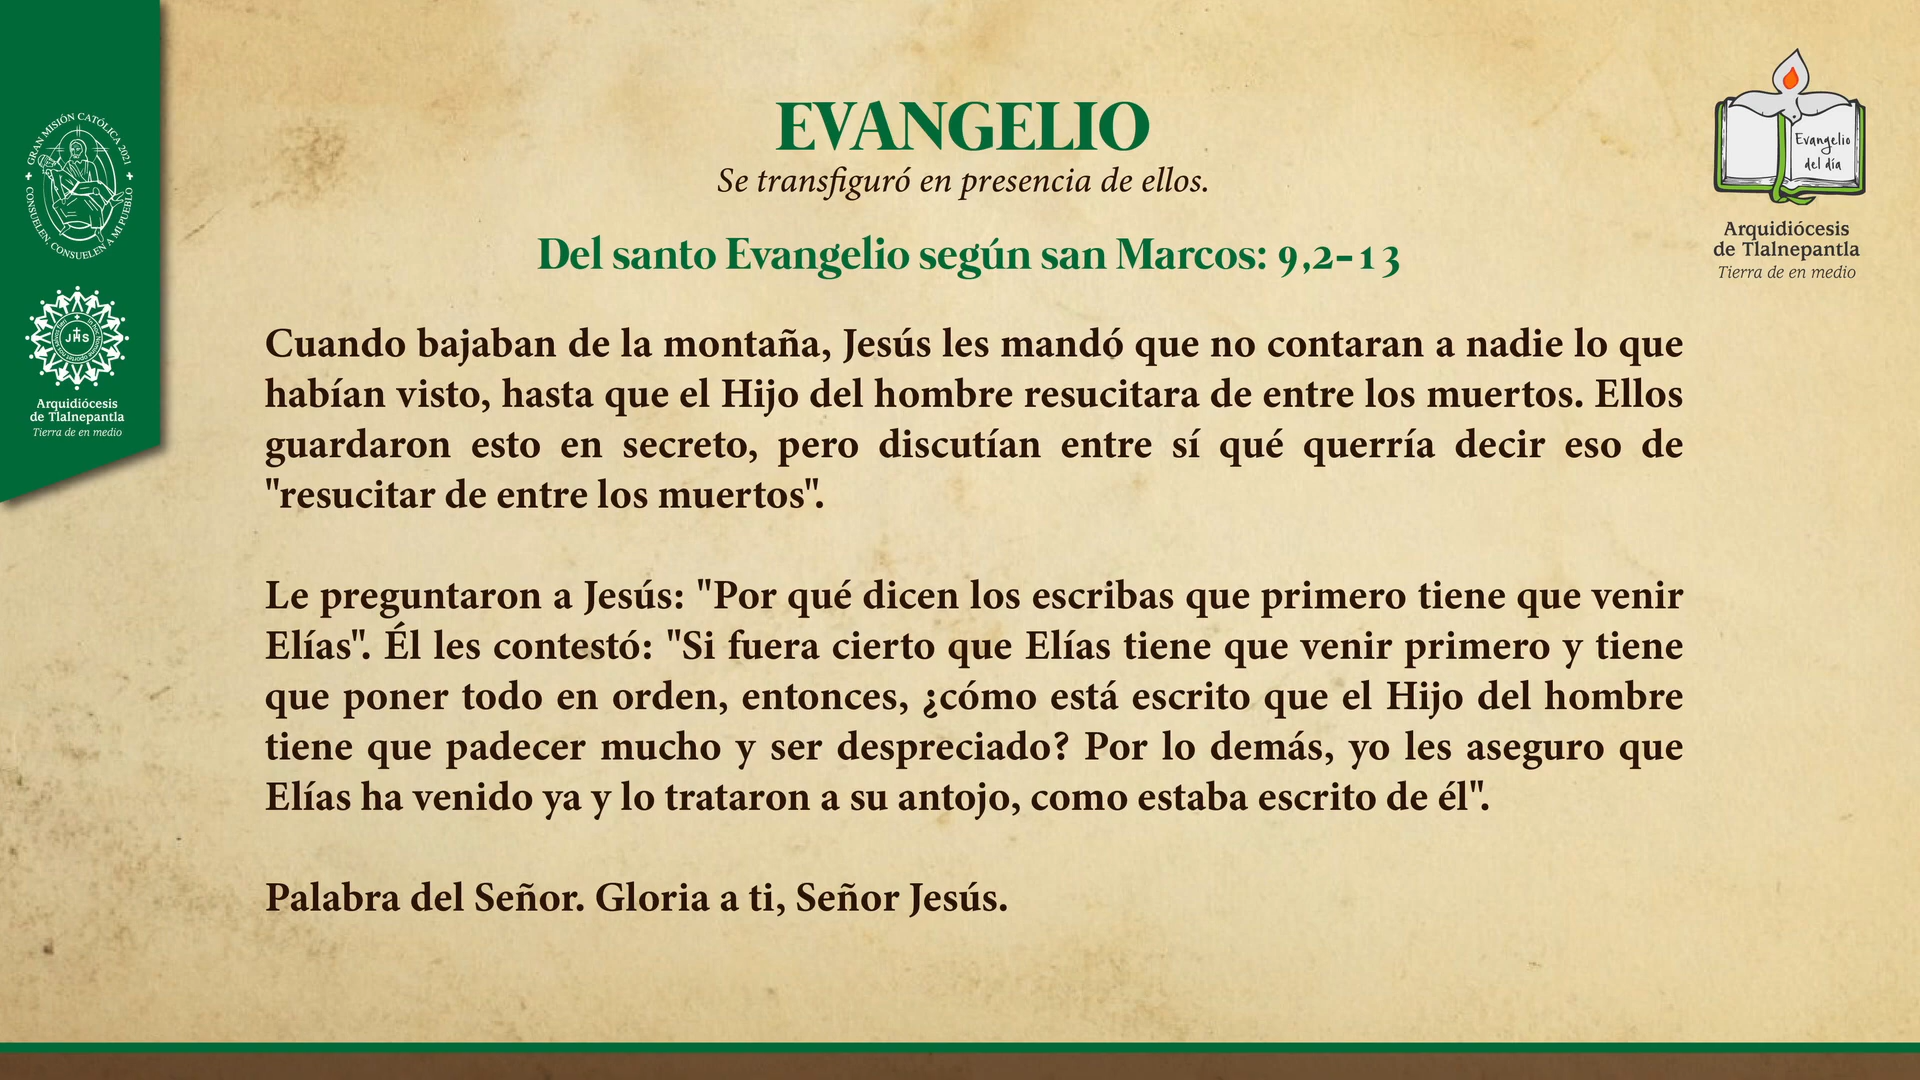 GRAN MISIÓN CATÓLICA 2021
CONSUELEN, CONSUELEN A MI PUEBLO
JHS
Arquidiócesis
de Tlalnepantla
Tierra de en medio
EVANGELIO
Se transfiguró en presencia de ellos.
Del santo Evangelio según san Marcos: 9,2-13
Evangelio
del día
Arquidiócesis
de Tlalnepantla
Tierra de en medio
Cuando bajaban de la montaña, Jesús les mandó que no contaran a nadie lo que
habían visto, hasta que el Hijo del hombre resucitara de entre los muertos. Ellos
guardaron esto en secreto, pero discutían entre sí qué querría decir eso de
"resucitar de entre los muertos".
Le preguntaron a Jesús: "Por qué dicen los escribas que primero tiene que venir
Elías". Él les contestó: "Si fuera cierto que Elías tiene que venir primero y tiene
que poner todo en orden, entonces, ¿cómo está escrito que el Hijo del hombre
tiene que padecer mucho y ser despreciado? Por lo demás, yo les aseguro que
Elías ha venido ya y lo trataron a su antojo, como estaba escrito de él".
Palabra del Señor. Gloria a ti, Señor Jesús.